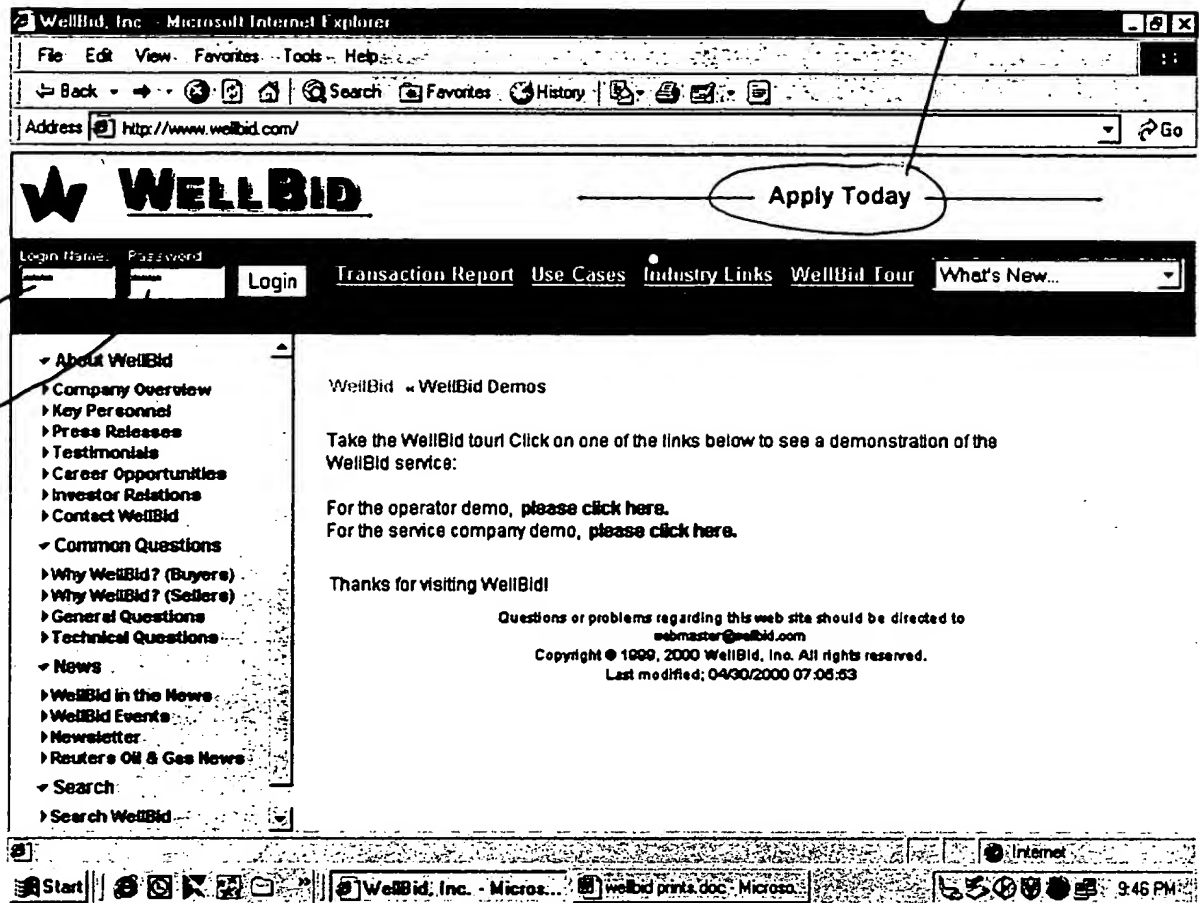 WellBid, Inc. - Microsoft Internet Explorer
File Edit View Favorites Tools Help
Back Search Favorites History
Address http://www.wellbid.com/ Go
WELLBID
Apply Today
Login Name: Password
Login Transaction Report Use Cases Industry Links WellBid Tour What's New...
About WellBid
Company Overview
Key Personnel
Press Releases
Testimonials
Career Opportunities
Investor Relations
Contact WellBid
Common Questions
Why WellBid? (Buyers)
Why WellBid? (Sellers)
General Questions
Technical Questions
News
WellBid in the News
WellBid Events
Newsletter
Reuters Oil & Gas News
Search
Search WellBid
WellBid « WellBid Demos
Take the WellBid tour! Click on one of the links below to see a demonstration of the
WellBid service:
For the operator demo, please click here.
For the service company demo, please click here.
Thanks for visiting WellBid!
Questions or problems regarding this web site should be directed to
webmaster@wellbid.com
Copyright © 1999, 2000 WellBid, Inc. All rights reserved.
Last modified; 04/30/2000 07:05:53
Internet
Start WellBid, Inc. - Micros... wellbid prints.doc - Microso... 9:46 PM